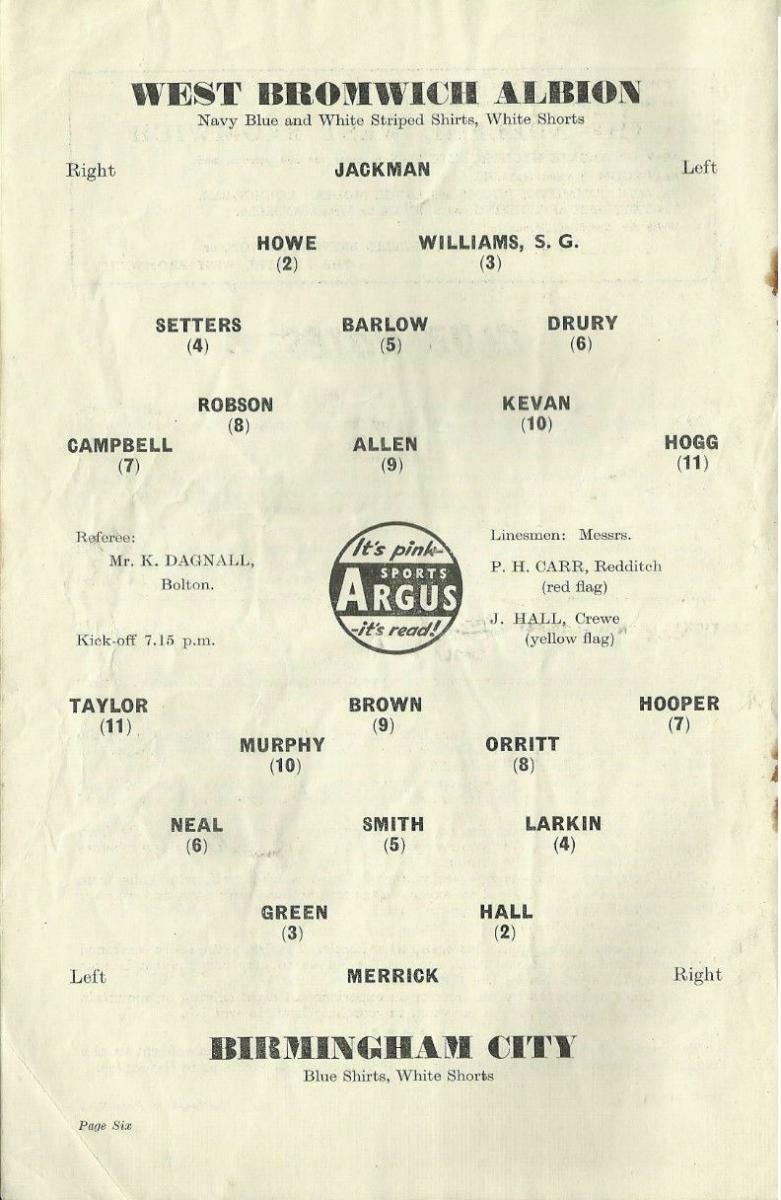 WEST BROMWICH ALBION
Navy Blue and White Striped Shirts, White Shorts
Right JACKMAN Left
HOWE WILLIAMS, S. G.
(2) (3)
SETTERS BARLOW DRURY
(4) (5) (6)
ROBSON KEVAN
(8) (10)
CAMPBELL ALLEN HOGG
(7) (9) (11)
Referee:
Mr. K. DAGNALL,
Bolton.
Kick-off 7.15 p.m.
It's pink-
SPORTS
ARGUS
-it's read!
Linesmen: Messrs.
P. H. CARR, Redditch
(red flag)
J. HALL, Crewe
(yellow flag)
TAYLOR BROWN HOOPER
(11) (9) (7)
MURPHY ORRITT
(10) (8)
NEAL SMITH LARKIN
(6) (5) (4)
GREEN HALL
(3) (2)
Left MERRICK Right
BIRMINGHAM CITY
Blue Shirts, White Shorts
Page Six